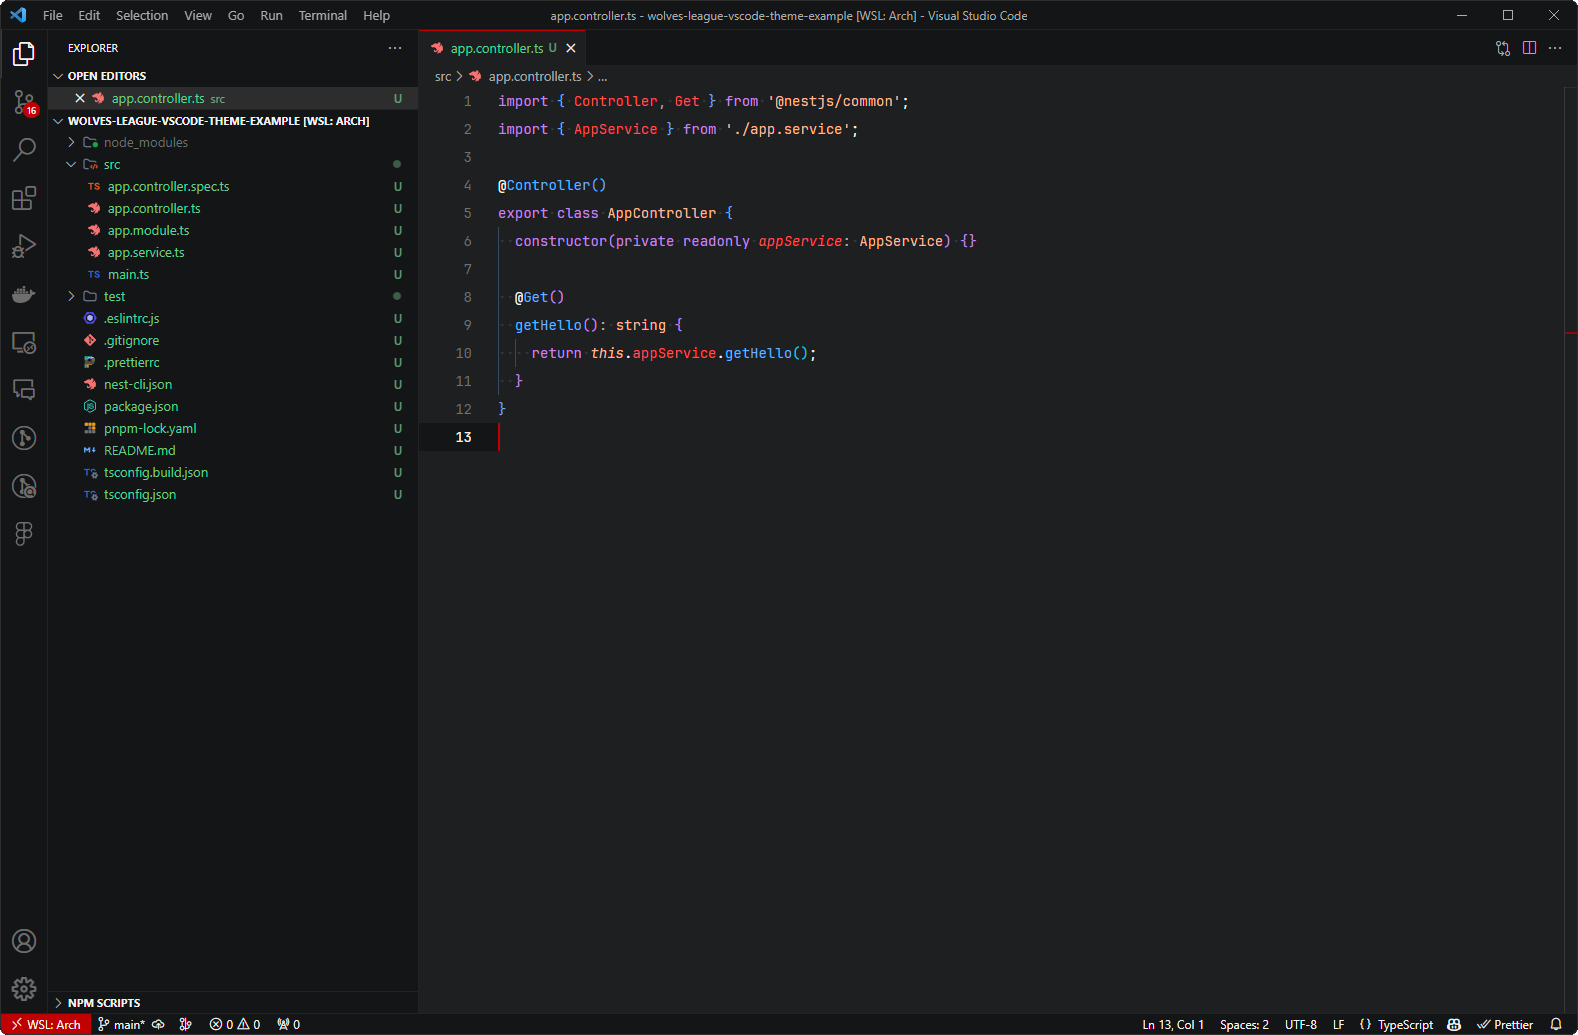 File Edit Selection View Go Run Terminal Help
app.controller.ts - wolves-league-vscode-theme-example [WSL: Arch] - Visual Studio Code
EXPLORER
OPEN EDITORS
app.controller.ts src U
WOLVES-LEAGUE-VSCODE-THEME-EXAMPLE [WSL: ARCH]
node_modules
src
TS app.controller.spec.ts U
app.controller.ts U
app.module.ts U
app.service.ts U
TS main.ts U
test
.eslintrc.js U
.gitignore U
.prettierrc U
nest-cli.json U
package.json U
pnpm-lock.yaml U
README.md U
tsconfig.build.json U
tsconfig.json U
NPM SCRIPTS
16
app.controller.ts U
src > app.controller.ts > ...
1 import { Controller, Get } from '@nestjs/common';
2 import { AppService } from './app.service';
3
4 @Controller()
5 export class AppController {
6 constructor(private readonly appService: AppService) {}
7
8 @Get()
9 getHello(): string {
10 return this.appService.getHello();
11 }
12 }
13
WSL: Arch main* 0 0 0 Ln 13, Col 1 Spaces: 2 UTF-8 LF {} TypeScript Prettier